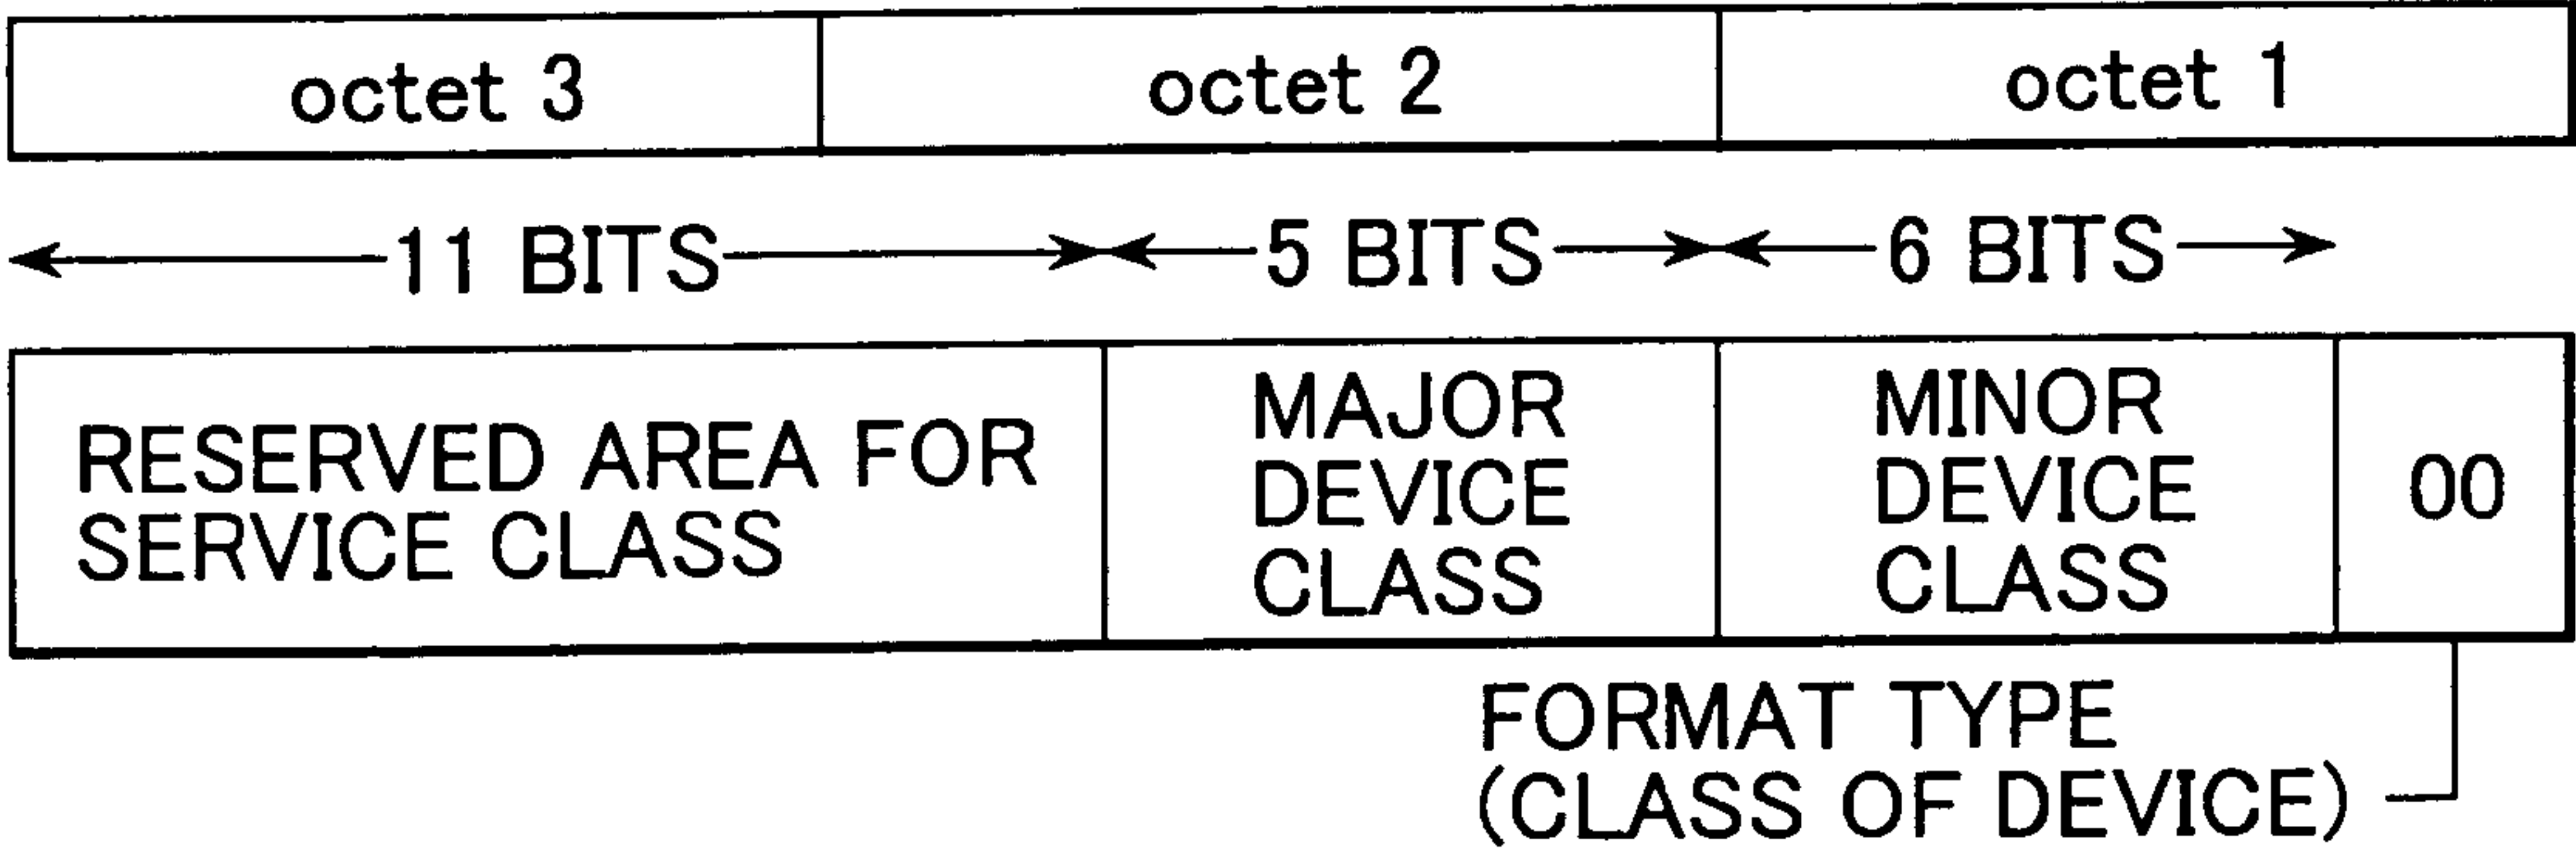 octet 3 octet 2 octet 1
11 BITS 5 BITS 6 BITS
RESERVED AREA FOR
SERVICE CLASS
MAJOR
DEVICE
CLASS
MINOR
DEVICE
CLASS
00
FORMAT TYPE
(CLASS OF DEVICE)